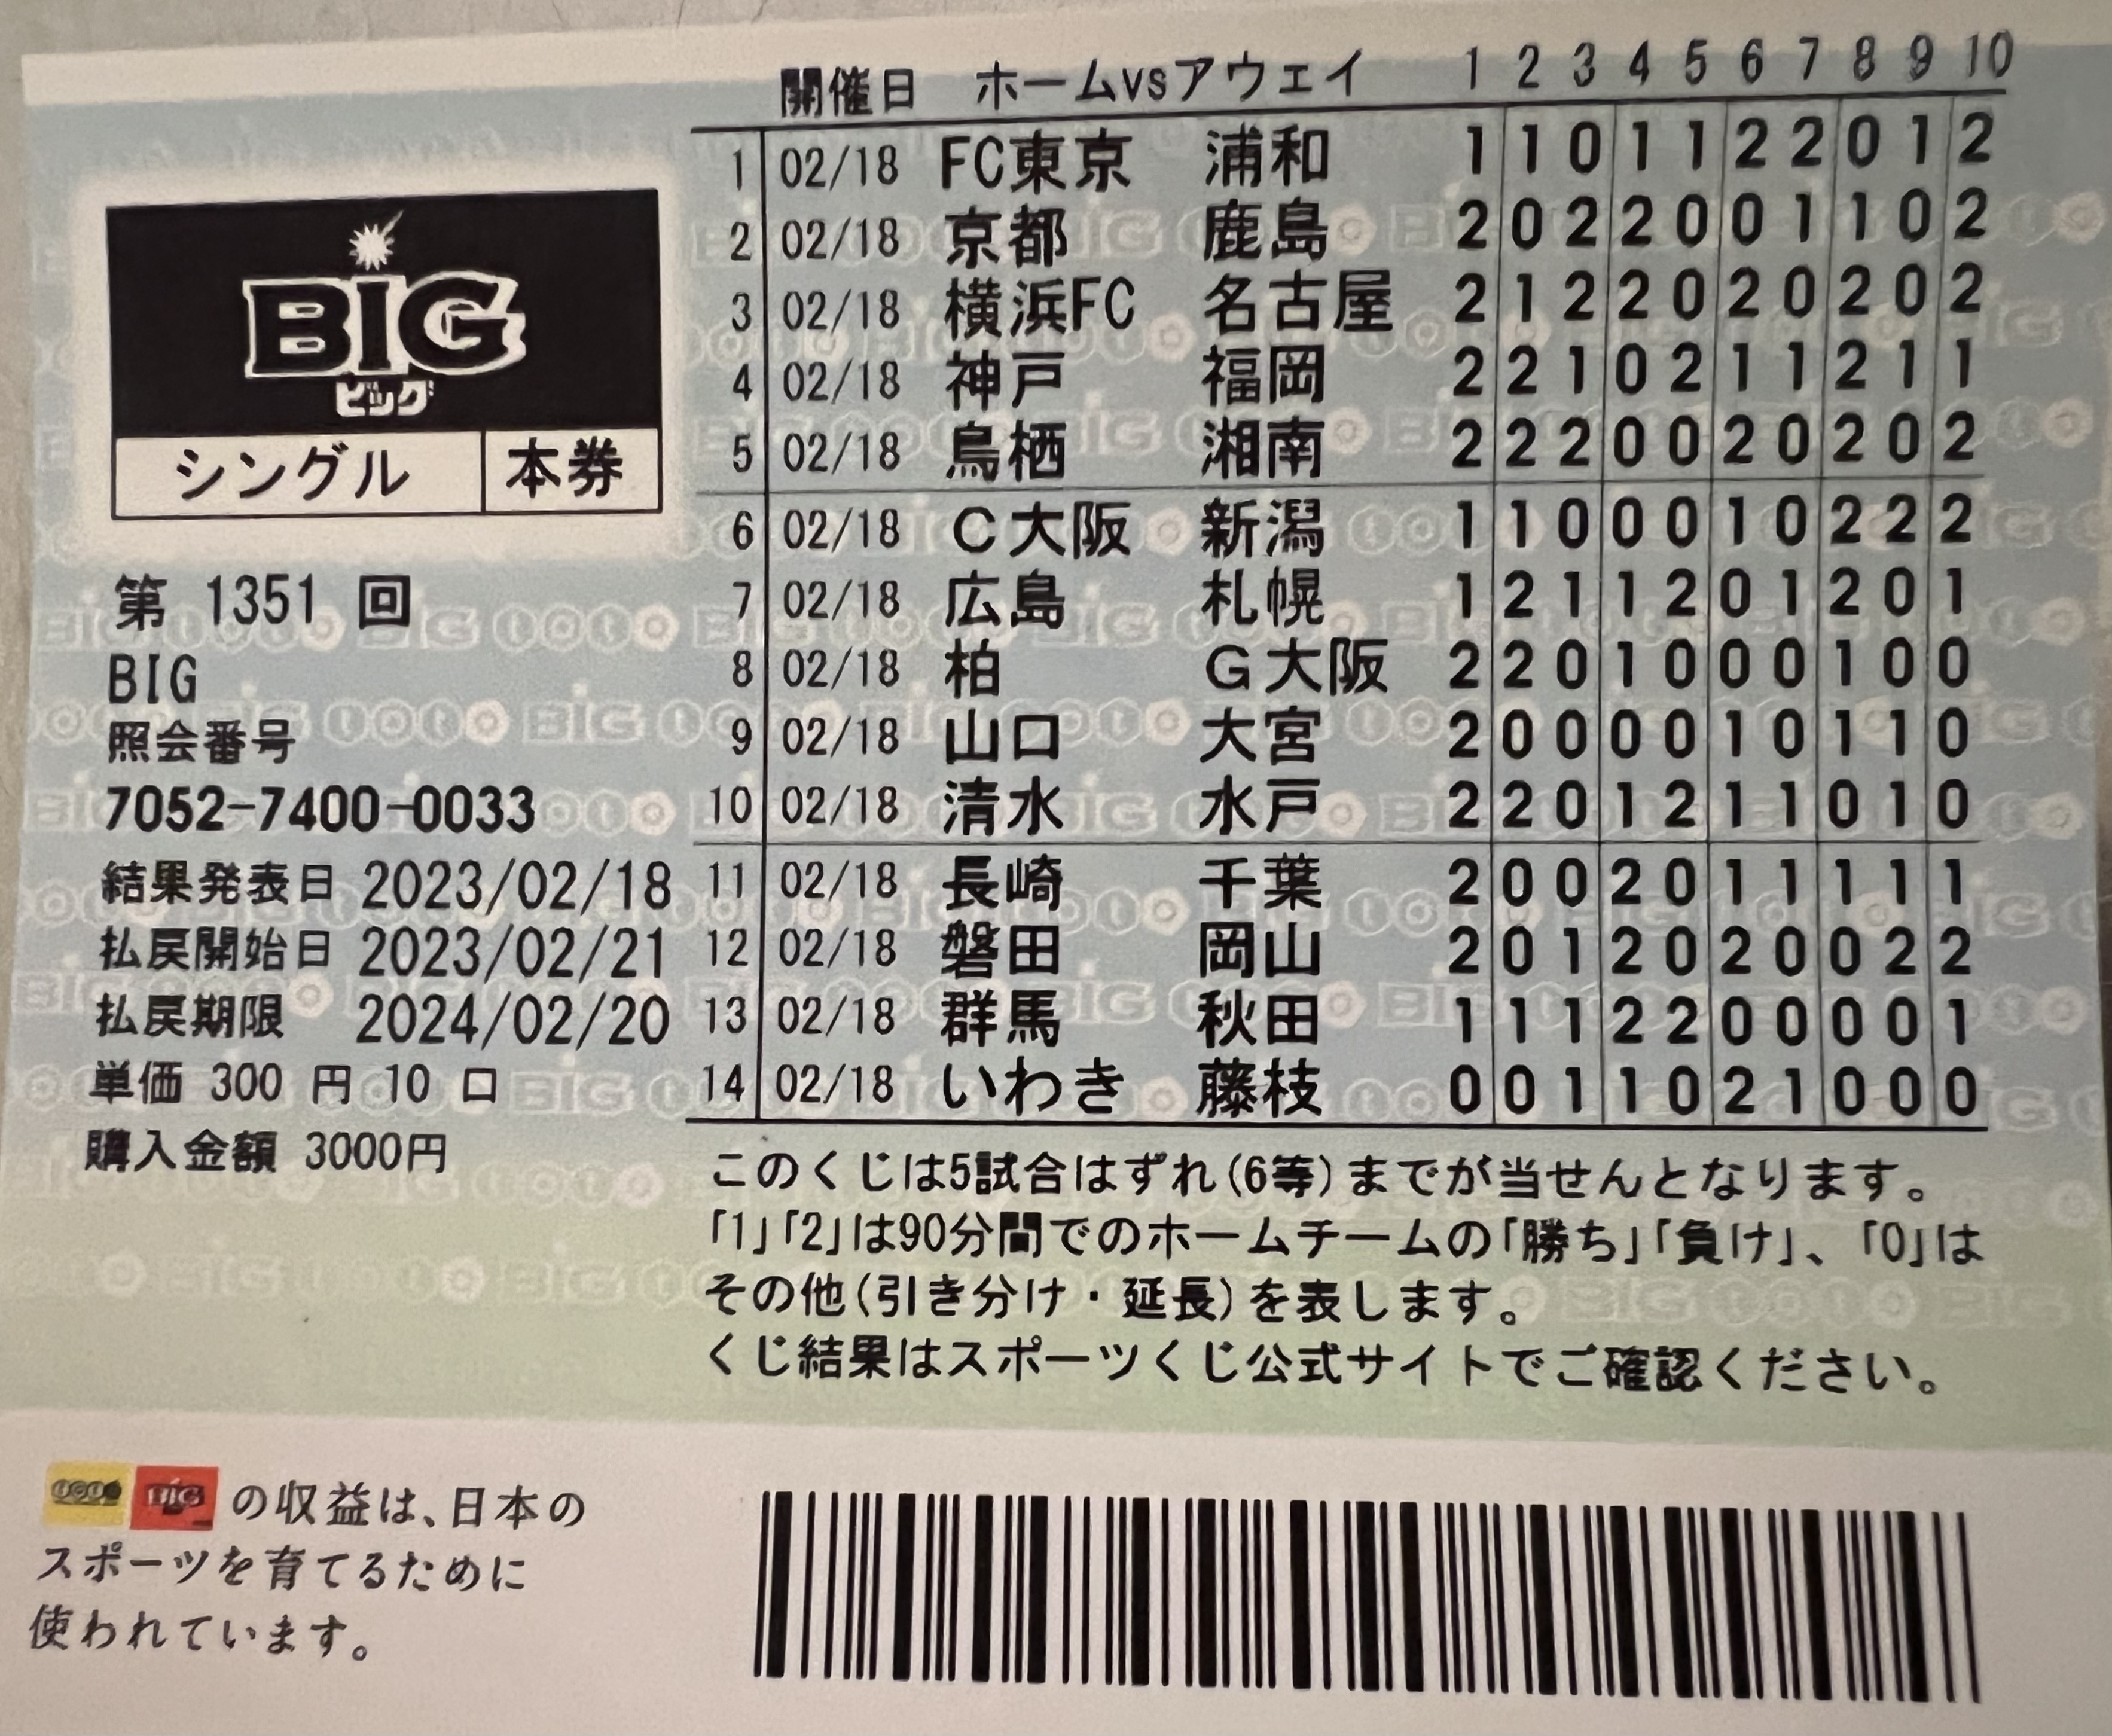 BIG
ビッグ
シングル 本券
第 1351 回
BIG
照会番号
7052-7400-0033
結果発表日 2023/02/18
払戻開始日 2023/02/21
払戻期限 2024/02/20
単価 300 円 10 口
購入金額 3000円
開催日 ホームvsアウェイ 1 2 3 4 5 6 7 8 9 10
1 02/18 FC東京 浦和 1 1 0 1 1 2 2 0 1 2
2 02/18 京都 鹿島 2 0 2 2 0 0 1 1 0 2
3 02/18 横浜FC 名古屋 2 1 2 2 0 2 0 2 0 2
4 02/18 神戸 福岡 2 2 1 0 2 1 1 2 1 1
5 02/18 鳥栖 湘南 2 2 2 0 0 2 0 2 0 2
6 02/18 C大阪 新潟 1 1 0 0 0 1 0 2 2 2
7 02/18 広島 札幌 1 2 1 1 2 0 1 2 0 1
8 02/18 柏 G大阪 2 2 0 1 0 0 0 1 0 0
9 02/18 山口 大宮 2 0 0 0 0 1 0 1 1 0
10 02/18 清水 水戸 2 2 0 1 2 1 1 0 1 0
11 02/18 長崎 千葉 2 0 0 2 0 1 1 1 1 1
12 02/18 磐田 岡山 2 0 1 2 0 2 0 0 2 2
13 02/18 群馬 秋田 1 1 1 2 2 0 0 0 0 1
14 02/18 いわき 藤枝 0 0 1 1 0 2 1 0 0 0
このくじは5試合はずれ(6等)までが当せんとなります。
「1」「2」は90分間でのホームチームの「勝ち」「負け」、「0」は
その他(引き分け・延長)を表します。
くじ結果はスポーツくじ公式サイトでご確認ください。
toto BIG の収益は、日本の
スポーツを育てるために
使われています。